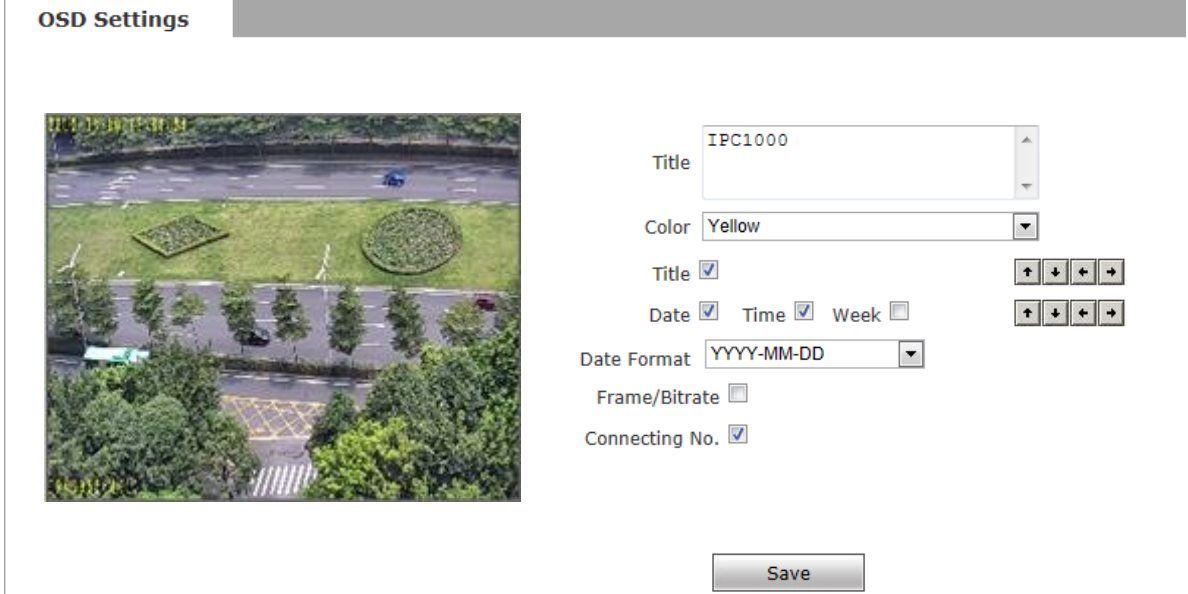 OSD Settings
Title
IPC1000
Color
Yellow
Title
Date Time Week
Date Format YYYY-MM-DD
Frame/Bitrate
Connecting No.
Save